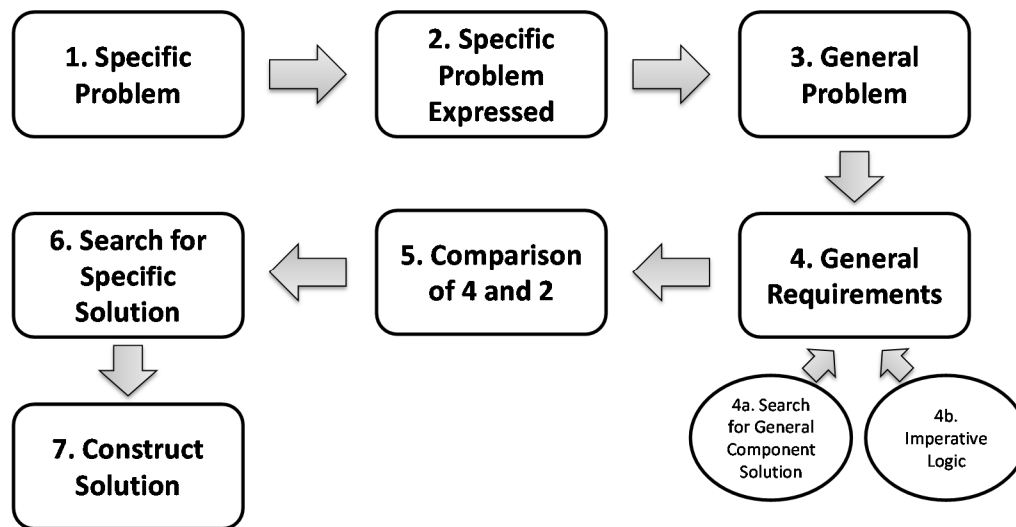 1. Specific
Problem
2. Specific
Problem
Expressed
3. General
Problem
4. General
Requirements
4a. Search
for General
Component
Solution
4b.
Imperative
Logic
5. Comparison
of 4 and 2
6. Search for
Specific
Solution
7. Construct
Solution